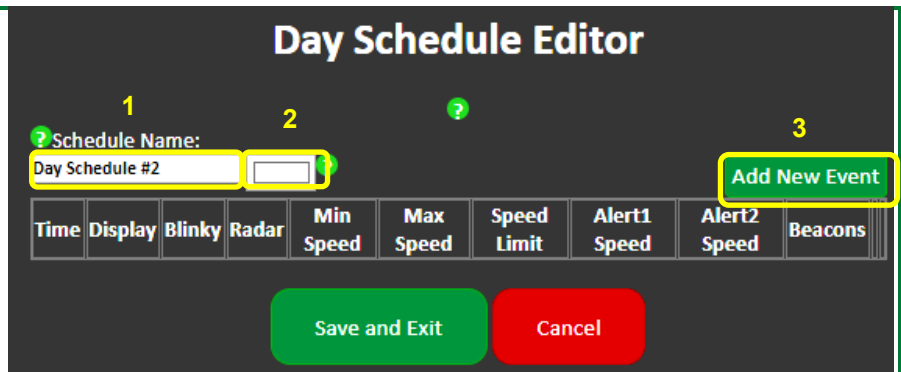 Day Schedule Editor
?
1
2
3
?Schedule Name:
Day Schedule #2
?
Add New Event
Time Display Blinky Radar Min Speed Max Speed Speed Limit Alert1 Speed Alert2 Speed Beacons
Save and Exit Cancel